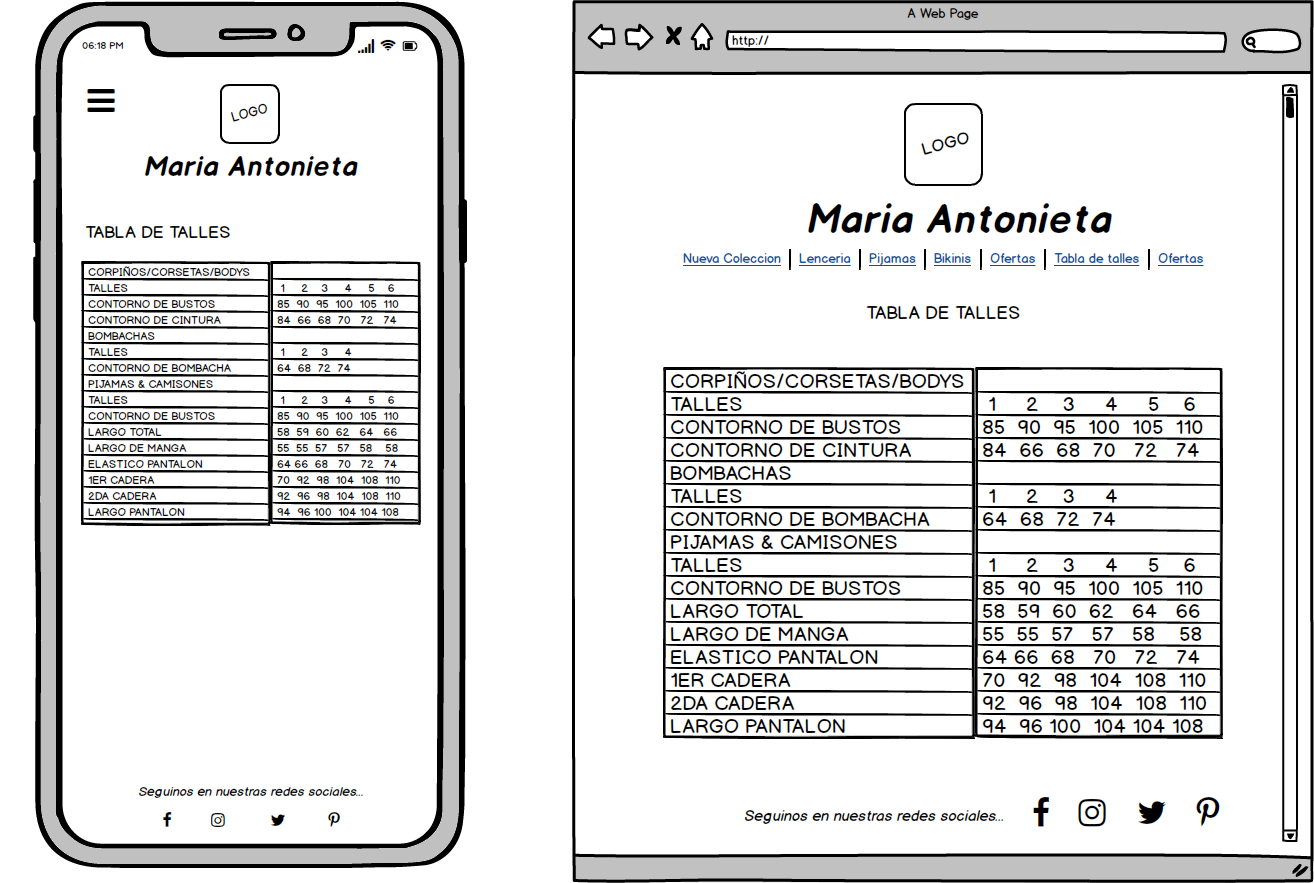 06:18 PM
LOGO
Maria Antonieta
TABLA DE TALLES
CORPIÑOS/CORSETAS/BODYS
TALLES 1 2 3 4 5 6
CONTORNO DE BUSTOS 85 90 95 100 105 110
CONTORNO DE CINTURA 84 66 68 70 72 74
BOMBACHAS
TALLES 1 2 3 4
CONTORNO DE BOMBACHA 64 68 72 74
PIJAMAS & CAMISONES
TALLES 1 2 3 4 5 6
CONTORNO DE BUSTOS 85 90 95 100 105 110
LARGO TOTAL 58 59 60 62 64 66
LARGO DE MANGA 55 55 57 57 58 58
ELASTICO PANTALON 64 66 68 70 72 74
1ER CADERA 70 92 98 104 108 110
2DA CADERA 92 96 98 104 108 110
LARGO PANTALON 94 96 100 104 104 108
Seguinos en nuestras redes sociales...
A Web Page
http://
LOGO
Maria Antonieta
Nueva Coleccion | Lenceria | Pijamas | Bikinis | Ofertas | Tabla de talles | Ofertas
TABLA DE TALLES
CORPIÑOS/CORSETAS/BODYS
TALLES 1 2 3 4 5 6
CONTORNO DE BUSTOS 85 90 95 100 105 110
CONTORNO DE CINTURA 84 66 68 70 72 74
BOMBACHAS
TALLES 1 2 3 4
CONTORNO DE BOMBACHA 64 68 72 74
PIJAMAS & CAMISONES
TALLES 1 2 3 4 5 6
CONTORNO DE BUSTOS 85 90 95 100 105 110
LARGO TOTAL 58 59 60 62 64 66
LARGO DE MANGA 55 55 57 57 58 58
ELASTICO PANTALON 64 66 68 70 72 74
1ER CADERA 70 92 98 104 108 110
2DA CADERA 92 96 98 104 108 110
LARGO PANTALON 94 96 100 104 104 108
Seguinos en nuestras redes sociales...